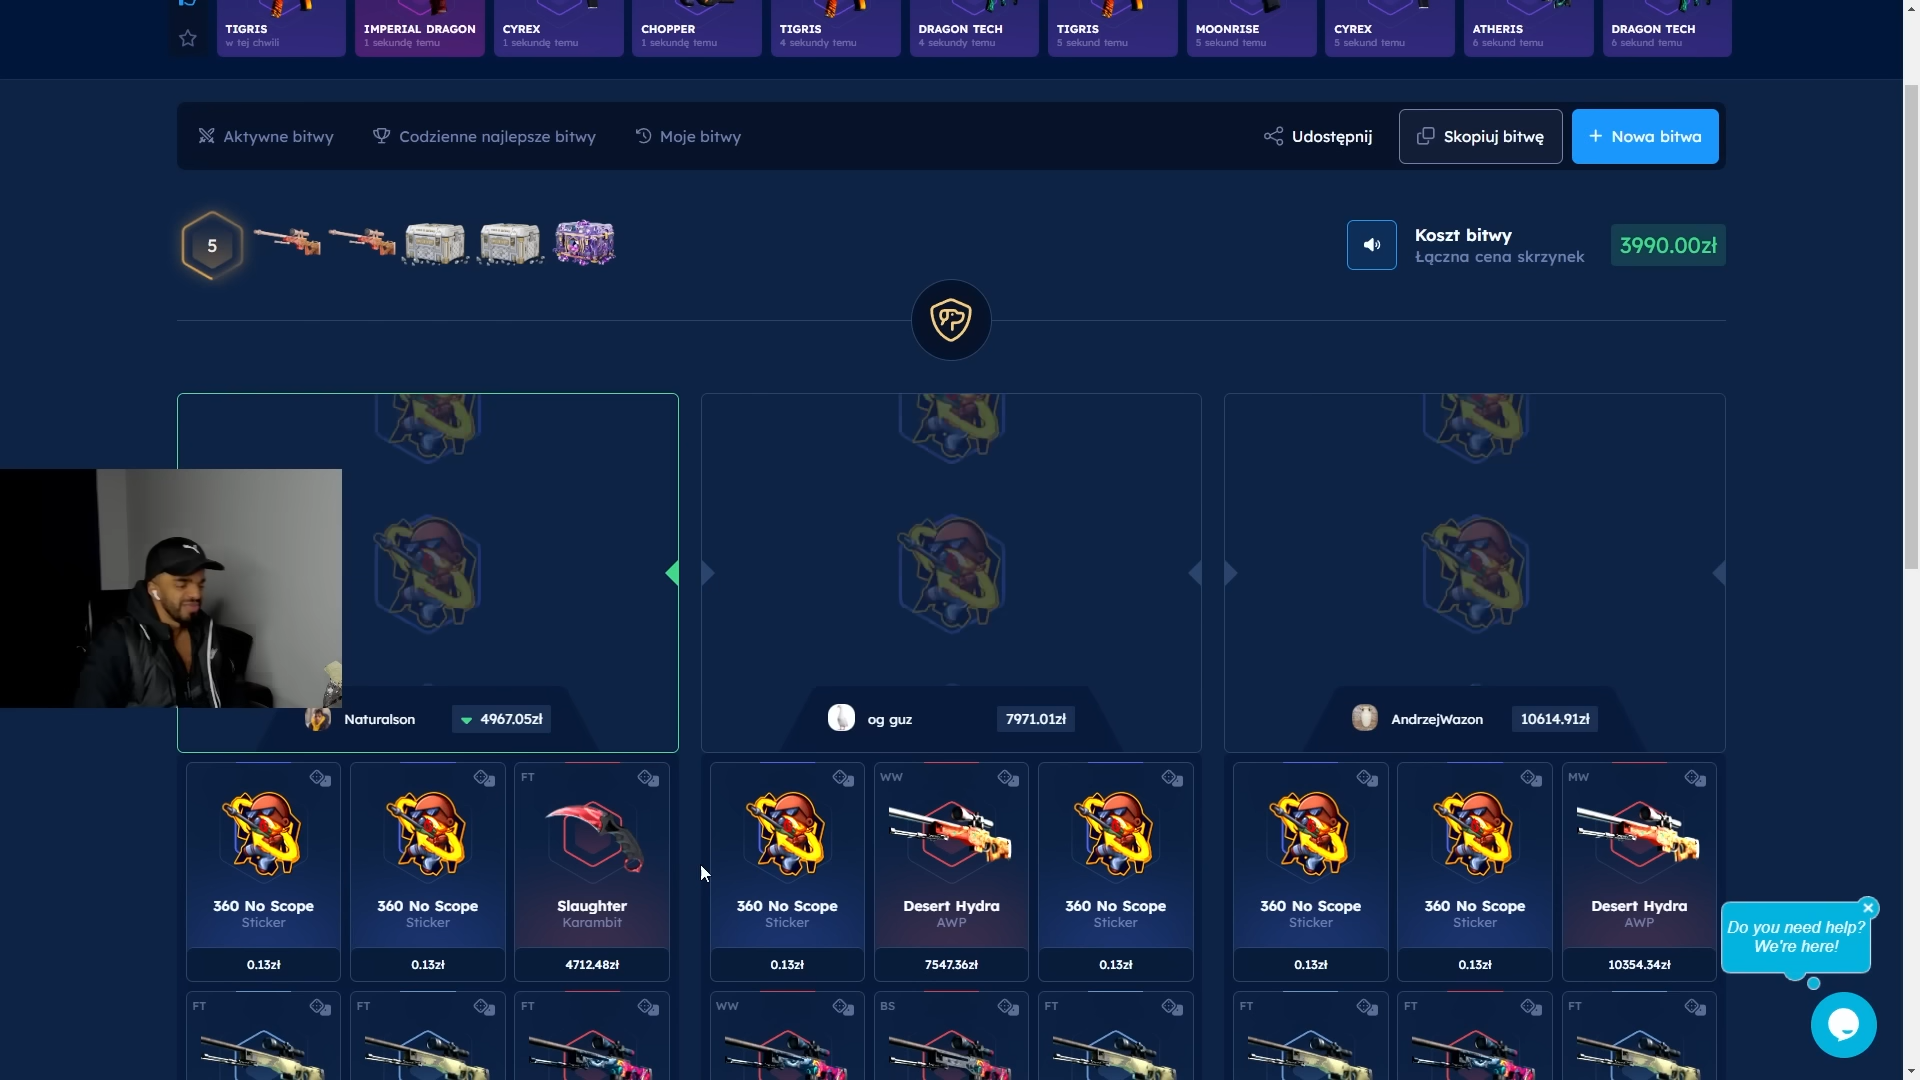 TIGRIS
w tej chwili
IMPERIAL DRAGON
1 sekundę temu
CYREX
1 sekundę temu
CHOPPER
1 sekundę temu
TIGRIS
4 sekundy temu
DRAGON TECH
4 sekundy temu
TIGRIS
5 sekund temu
MOONRISE
5 sekund temu
CYREX
5 sekund temu
ATHERIS
6 sekund temu
DRAGON TECH
6 sekund temu
Aktywne bitwy
Codzienne najlepsze bitwy
Moje bitwy
Udostępnij
Skopiuj bitwę
+ Nowa bitwa
5
Koszt bitwy
Łączna cena skrzynek
3990.00zł
Naturalson
4967.05zł
og guz
7971.01zł
AndrzejWazon
10614.91zł
360 No Scope
Sticker
0.13zł
360 No Scope
Sticker
0.13zł
FT
Slaughter
Karambit
4712.48zł
360 No Scope
Sticker
0.13zł
WW
Desert Hydra
AWP
7547.36zł
360 No Scope
Sticker
0.13zł
360 No Scope
Sticker
0.13zł
360 No Scope
Sticker
0.13zł
MW
Desert Hydra
AWP
10354.34zł
FT
FT
FT
WW
BS
FT
FT
FT
FT
Do you need help?
We're here!